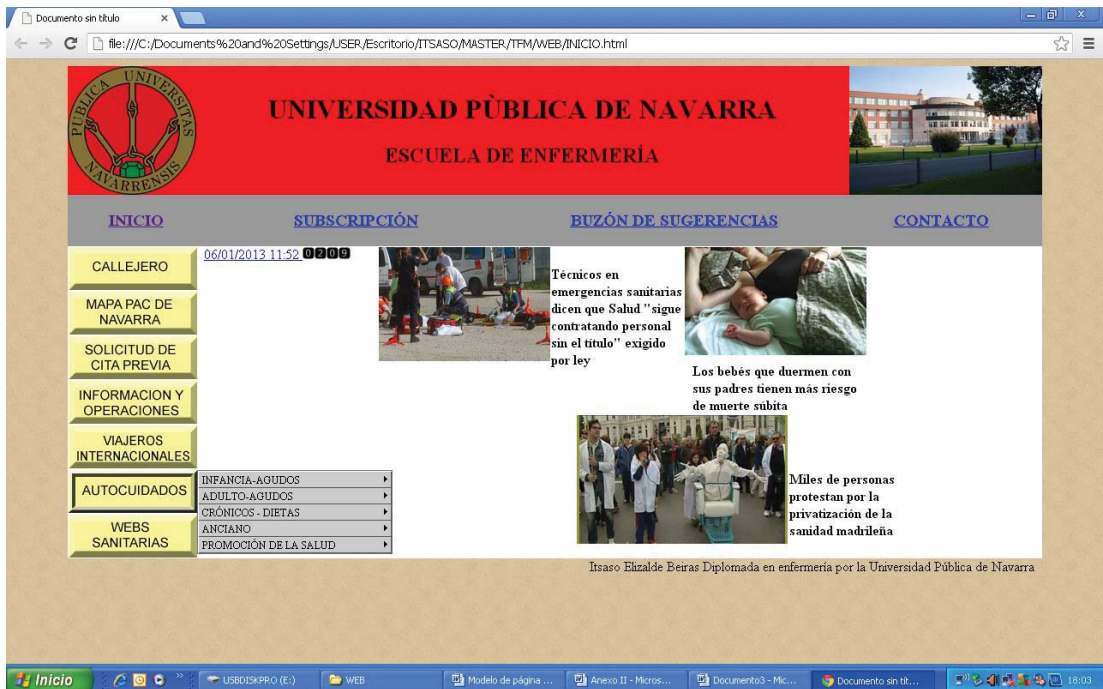 Documento sin título
file:///C:/Documents%20and%20Settings/USER/Escritorio/ITSASO/MASTER/TFM/WEB/INICIO.html
PUBLICA UNIVERSITAS NAVARRENSIS
UNIVERSIDAD PÙBLICA DE NAVARRA
ESCUELA DE ENFERMERÍA
INICIO
SUBSCRIPCIÓN
BUZÓN DE SUGERENCIAS
CONTACTO
CALLEJERO
MAPA PAC DE
NAVARRA
SOLICITUD DE
CITA PREVIA
INFORMACION Y
OPERACIONES
VIAJEROS
INTERNACIONALES
AUTOCUIDADOS
WEBS
SANITARIAS
INFANCIA-AGUDOS
ADULTO-AGUDOS
CRÓNICOS - DIETAS
ANCIANO
PROMOCIÓN DE LA SALUD
06/01/2013 11:52 0209
Técnicos en
emergencias sanitarias
dicen que Salud "sigue
contratando personal
sin el título" exigido
por ley
Los bebés que duermen con
sus padres tienen más riesgo
de muerte súbita
Miles de personas
protestan por la
privatización de la
sanidad madrileña
Itsaso Elizalde Beiras Diplomada en enfermería por la Universidad Pública de Navarra
Inicio
USBDISKPRO (E:)
WEB
Modelo de página ...
Anexo II - Micros...
Documento3 - Mic...
Documento sin tít...
18:03